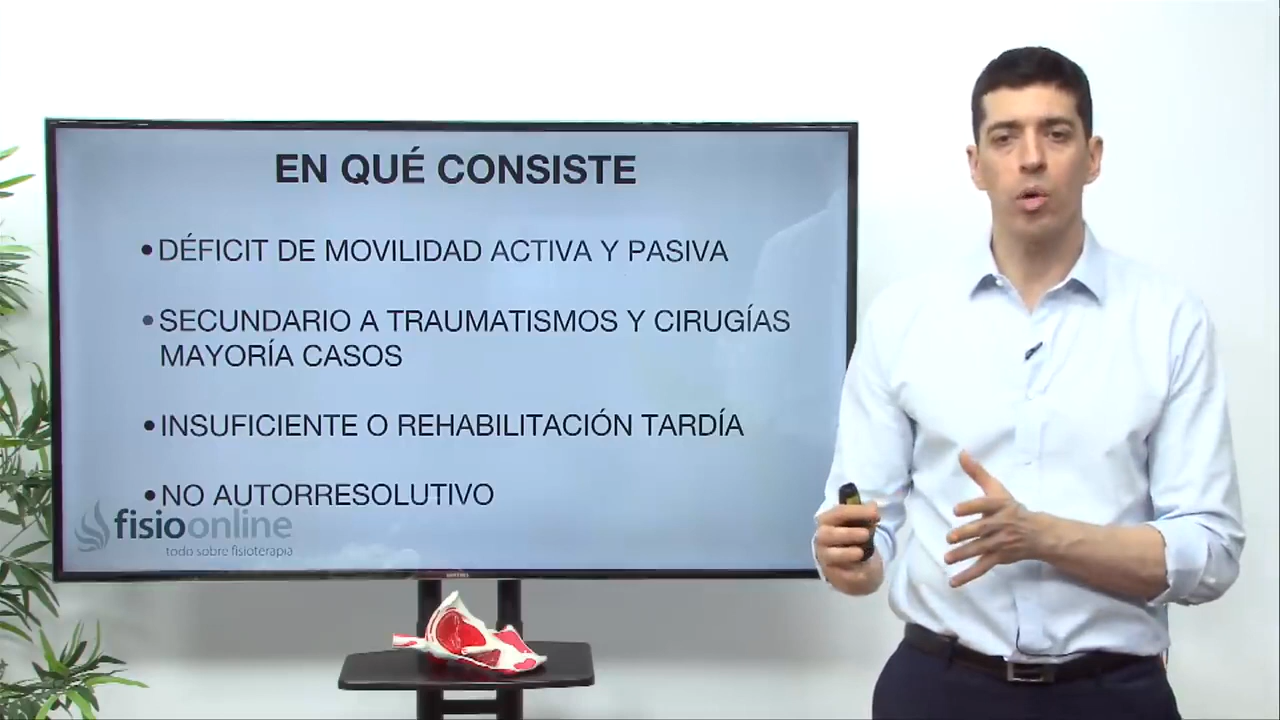 EN QUÉ CONSISTE
•DÉFICIT DE MOVILIDAD ACTIVA Y PASIVA
•SECUNDARIO A TRAUMATISMOS Y CIRUGÍAS
MAYORÍA CASOS
•INSUFICIENTE O REHABILITACIÓN TARDÍA
•NO AUTORRESOLUTIVO
fisioonline
todo sobre fisioterapia